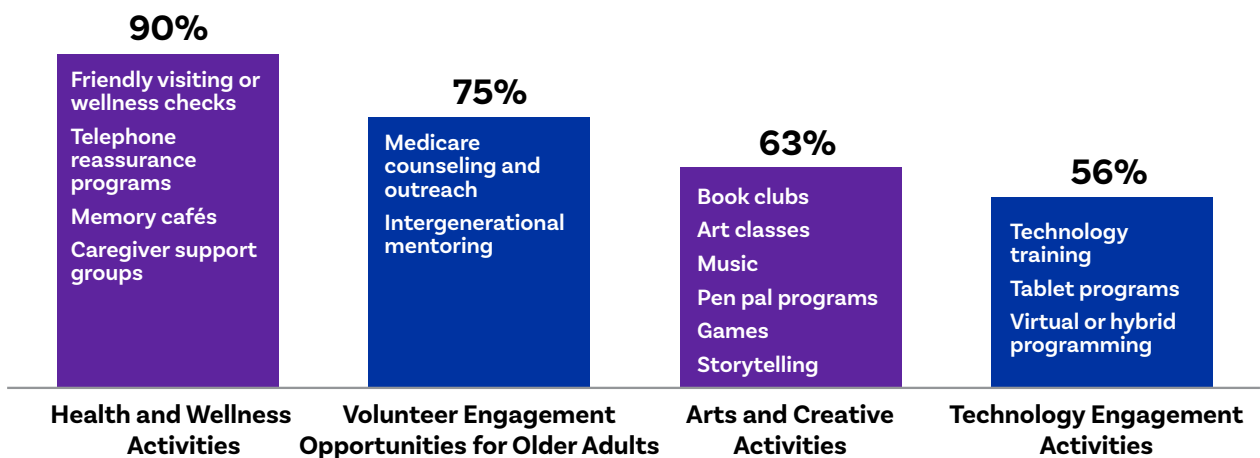 90%
Friendly visiting or
wellness checks
Telephone
reassurance
programs
Memory cafés
Caregiver support
groups
Health and Wellness
Activities
75%
Medicare
counseling and
outreach
Intergenerational
mentoring
Volunteer Engagement
Opportunities for Older Adults
63%
Book clubs
Art classes
Music
Pen pal programs
Games
Storytelling
Arts and Creative
Activities
56%
Technology
training
Tablet programs
Virtual or hybrid
programming
Technology Engagement
Activities